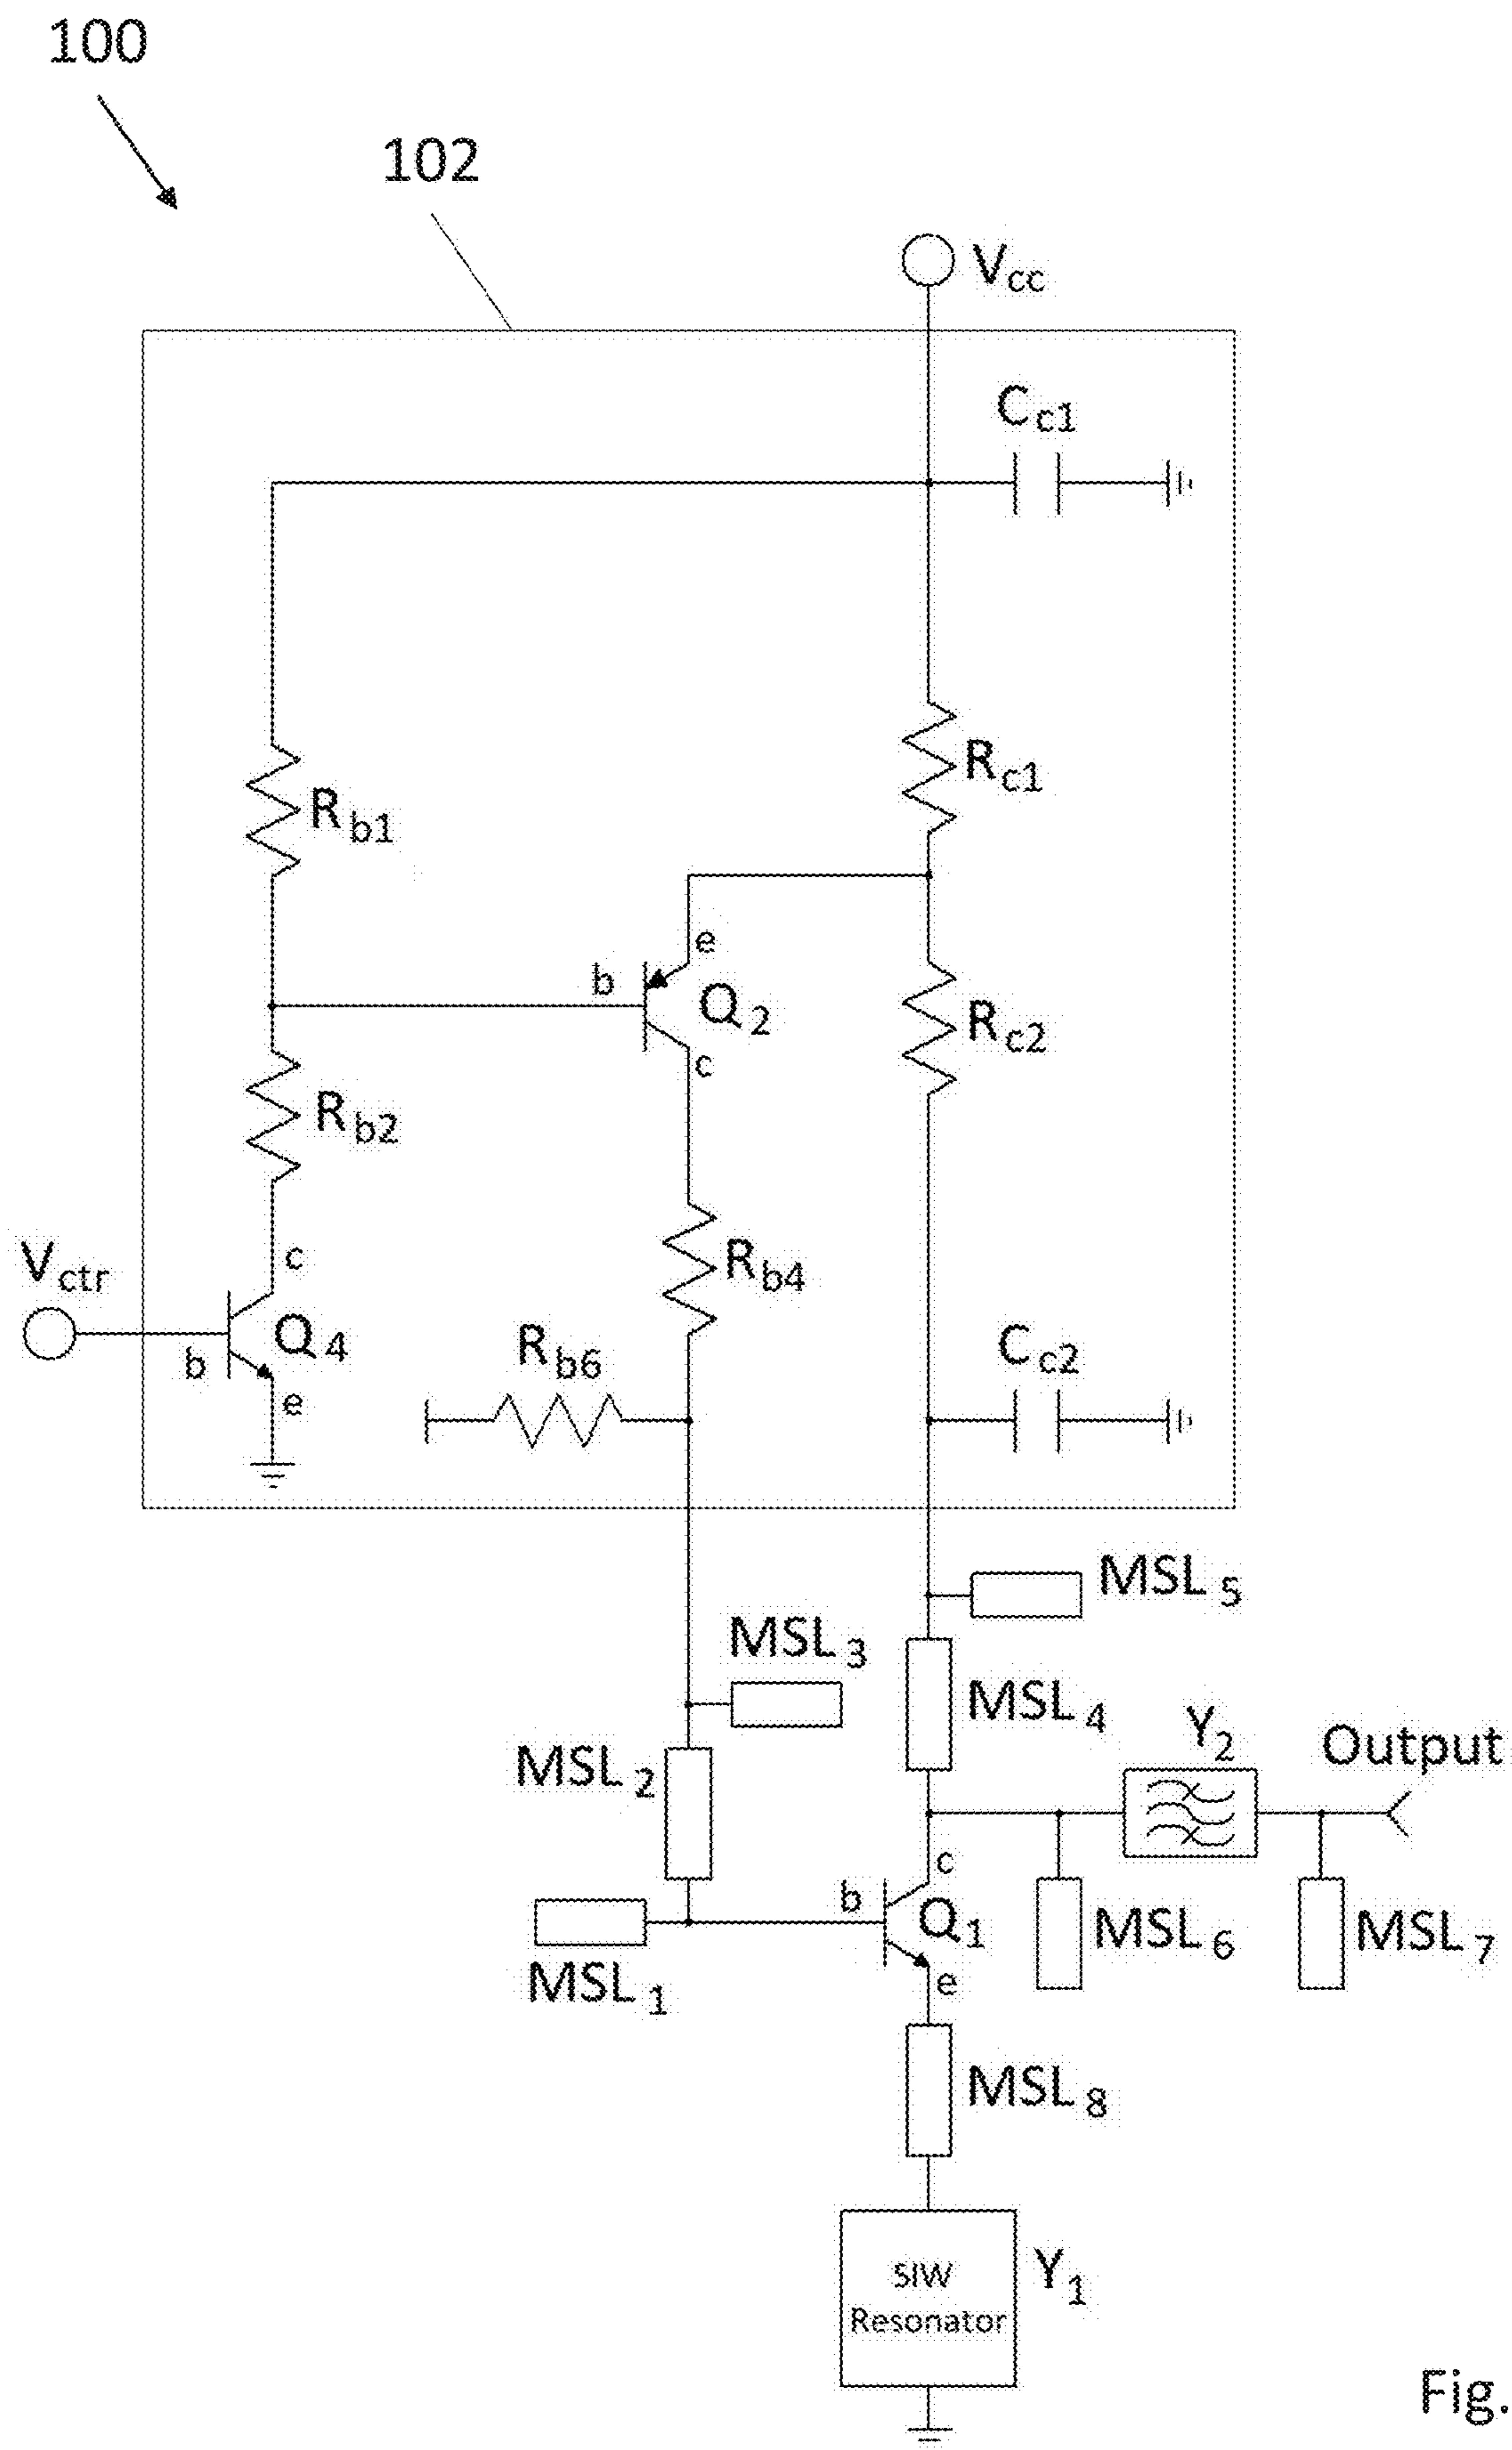 100
102
Vcc
Cc1
Rc1
Rb1
e
b
Q2
Rc2
c
Rb2
c
Vctr
Rb4
Q4
b
Rb6
Cc2
e
MSL5
MSL3
MSL4
Y2
Output
MSL2
c
b
Q1
MSL6
MSL7
MSL1
e
MSL8
SIW
Resonator
Y1
Fig.